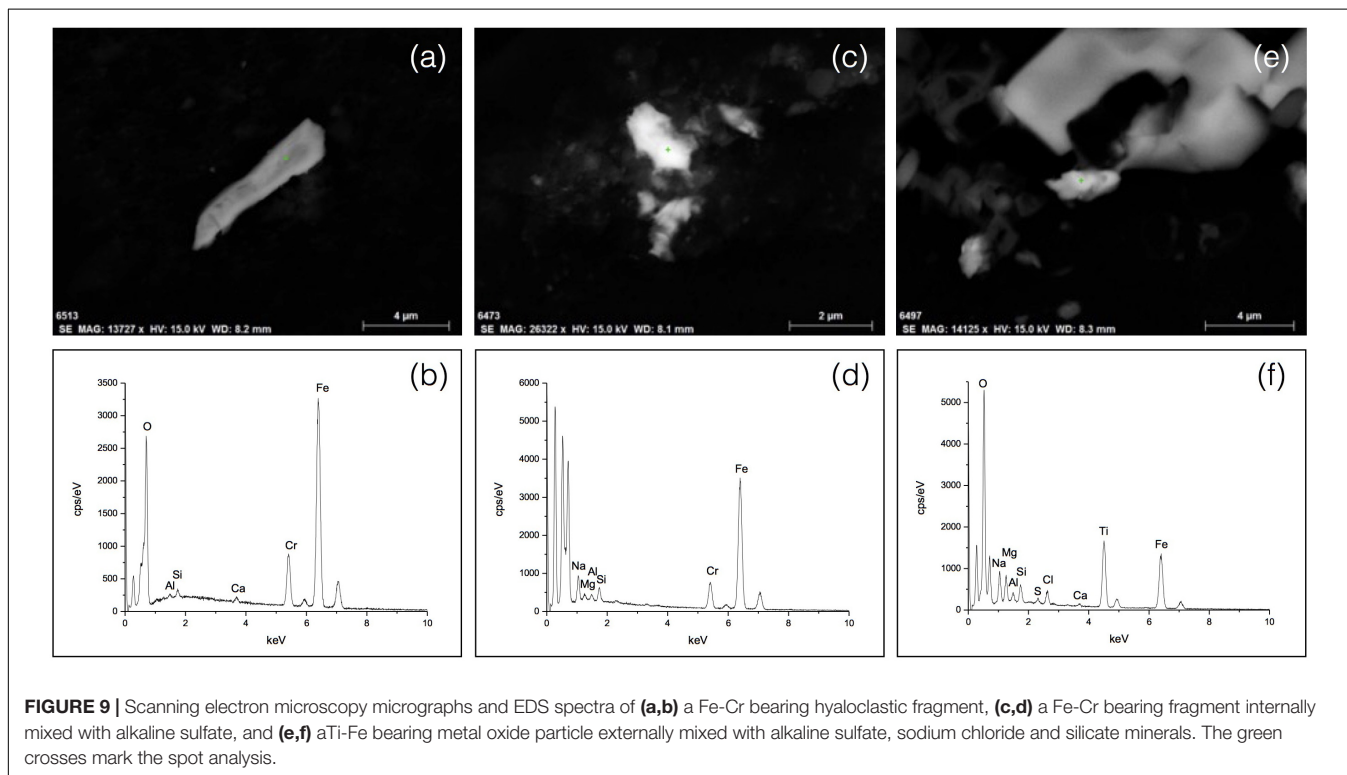 (a)
6513
SE MAG: 13727 x HV: 15.0 kV WD: 8.2 mm
4 µm
(c)
6473
SE MAG: 26322 x HV: 15.0 kV WD: 8.1 mm
2 µm
(e)
6497
SE MAG: 14125 x HV: 15.0 kV WD: 8.3 mm
4 µm
(b)
3500
3000
2500
2000
1500
1000
500
0
cps/eV
O
Al
Si
Ca
Cr
Fe
0 2 4 6 8 10
keV
(d)
6000
5000
4000
3000
2000
1000
0
cps/eV
Na
Mg
Al
Si
Cr
Fe
0 2 4 6 8 10
keV
(f)
5000
4000
3000
2000
1000
0
cps/eV
O
Na
Mg
Al
Si
S
Cl
Ca
Ti
Fe
0 2 4 6 8 10
keV
FIGURE 9 | Scanning electron microscopy micrographs and EDS spectra of (a,b) a Fe-Cr bearing hyaloclastic fragment, (c,d) a Fe-Cr bearing fragment internally
mixed with alkaline sulfate, and (e,f) aTi-Fe bearing metal oxide particle externally mixed with alkaline sulfate, sodium chloride and silicate minerals. The green
crosses mark the spot analysis.